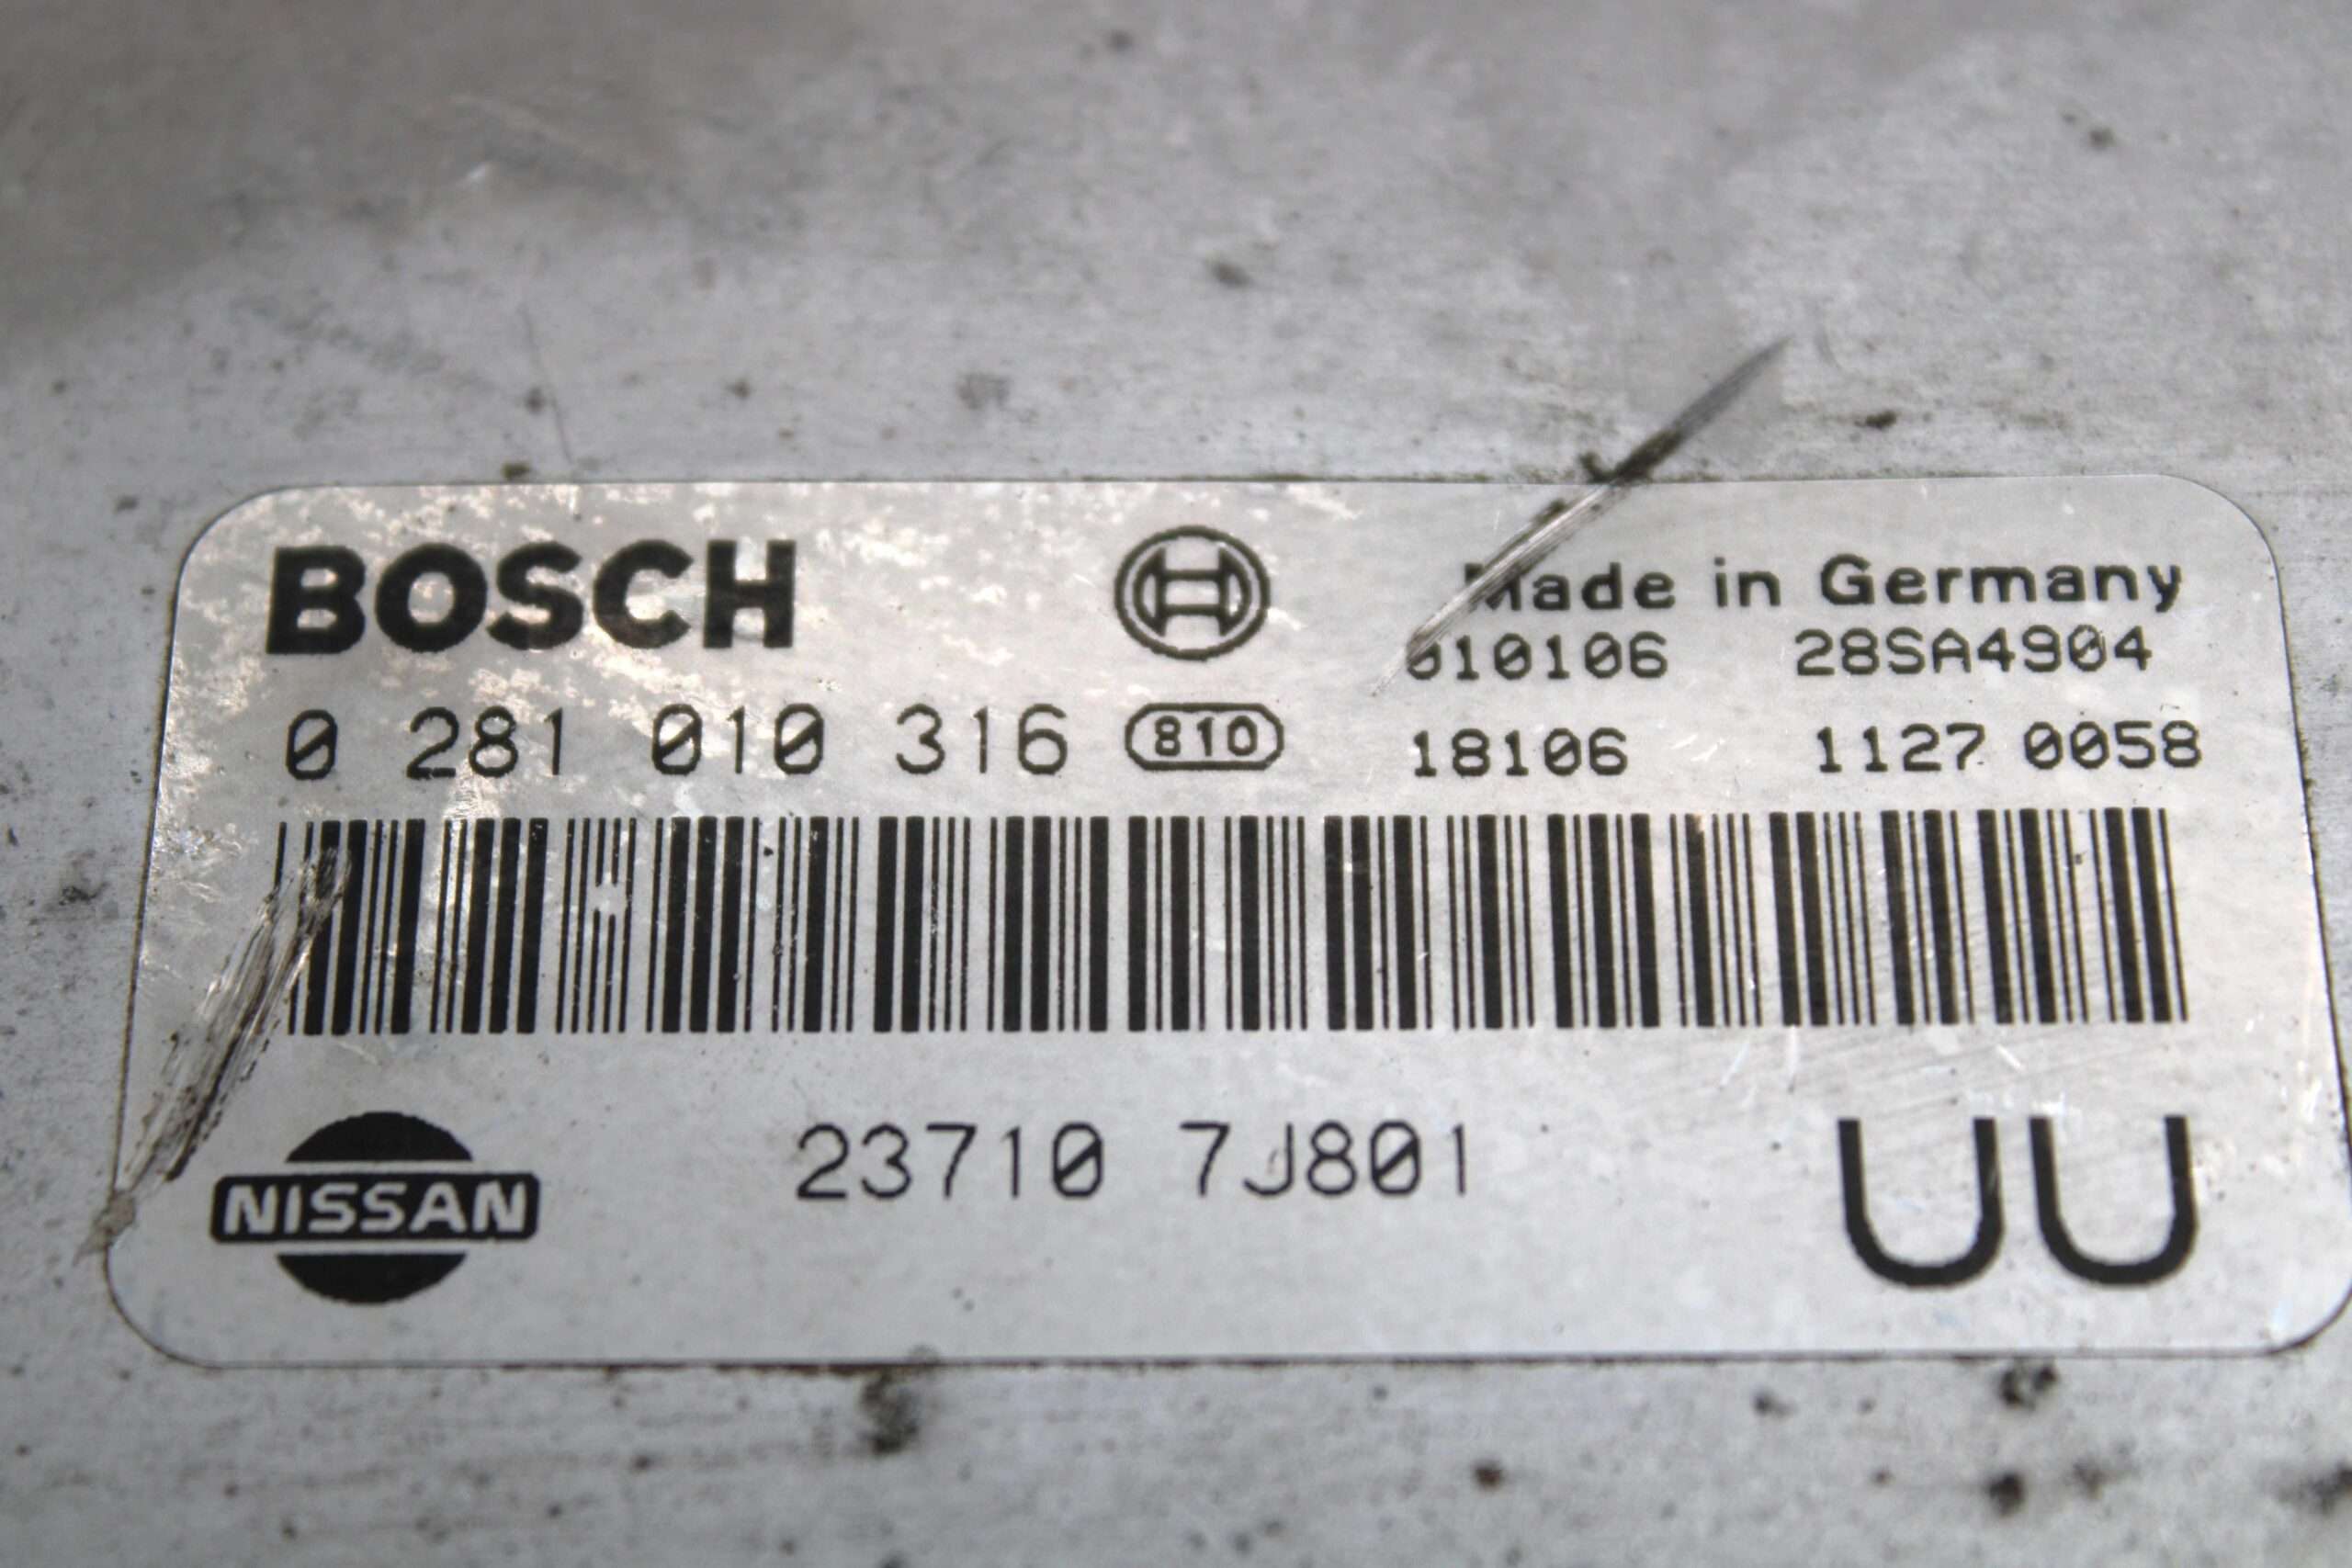 BOSCH
Made in Germany
010106 28SA4904
0 281 010 316 810 18106 1127 0058
NISSAN 23710 7J801 UU